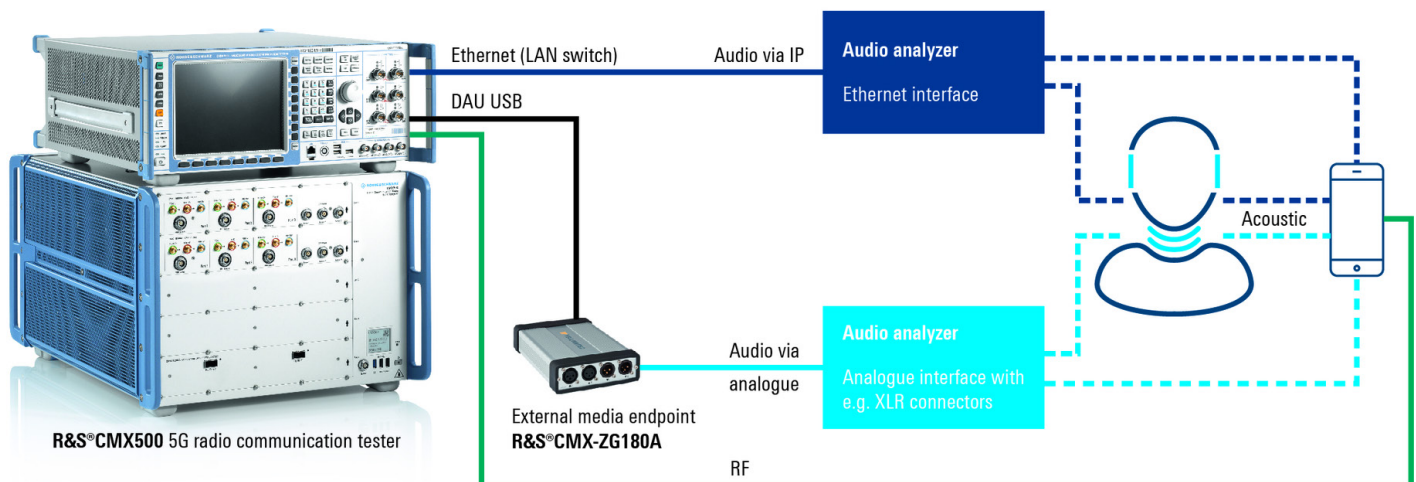 Ethernet (LAN switch)
Audio via IP
Audio analyzer
Ethernet interface
DAU USB
Acoustic
Audio via
analogue
Audio analyzer
Analogue interface with
e.g. XLR connectors
External media endpoint
R&S®CMX-ZG180A
R&S®CMX500 5G radio communication tester
RF